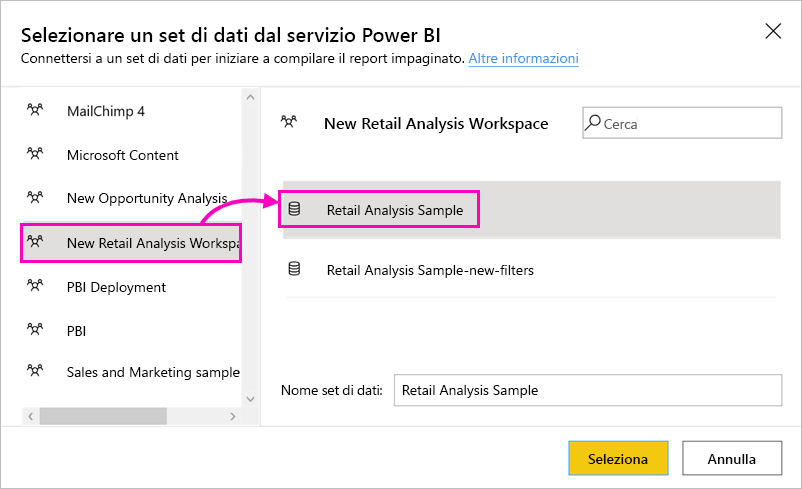 Selezionare un set di dati dal servizio Power BI
Connettersi a un set di dati per iniziare a compilare il report impaginato. Altre informazioni
MailChimp 4
Microsoft Content
New Opportunity Analysis
New Retail Analysis Workspa
PBI Deployment
PBI
Sales and Marketing sample
New Retail Analysis Workspace
Cerca
Retail Analysis Sample
Retail Analysis Sample-new-filters
Nome set di dati: Retail Analysis Sample
Seleziona
Annulla